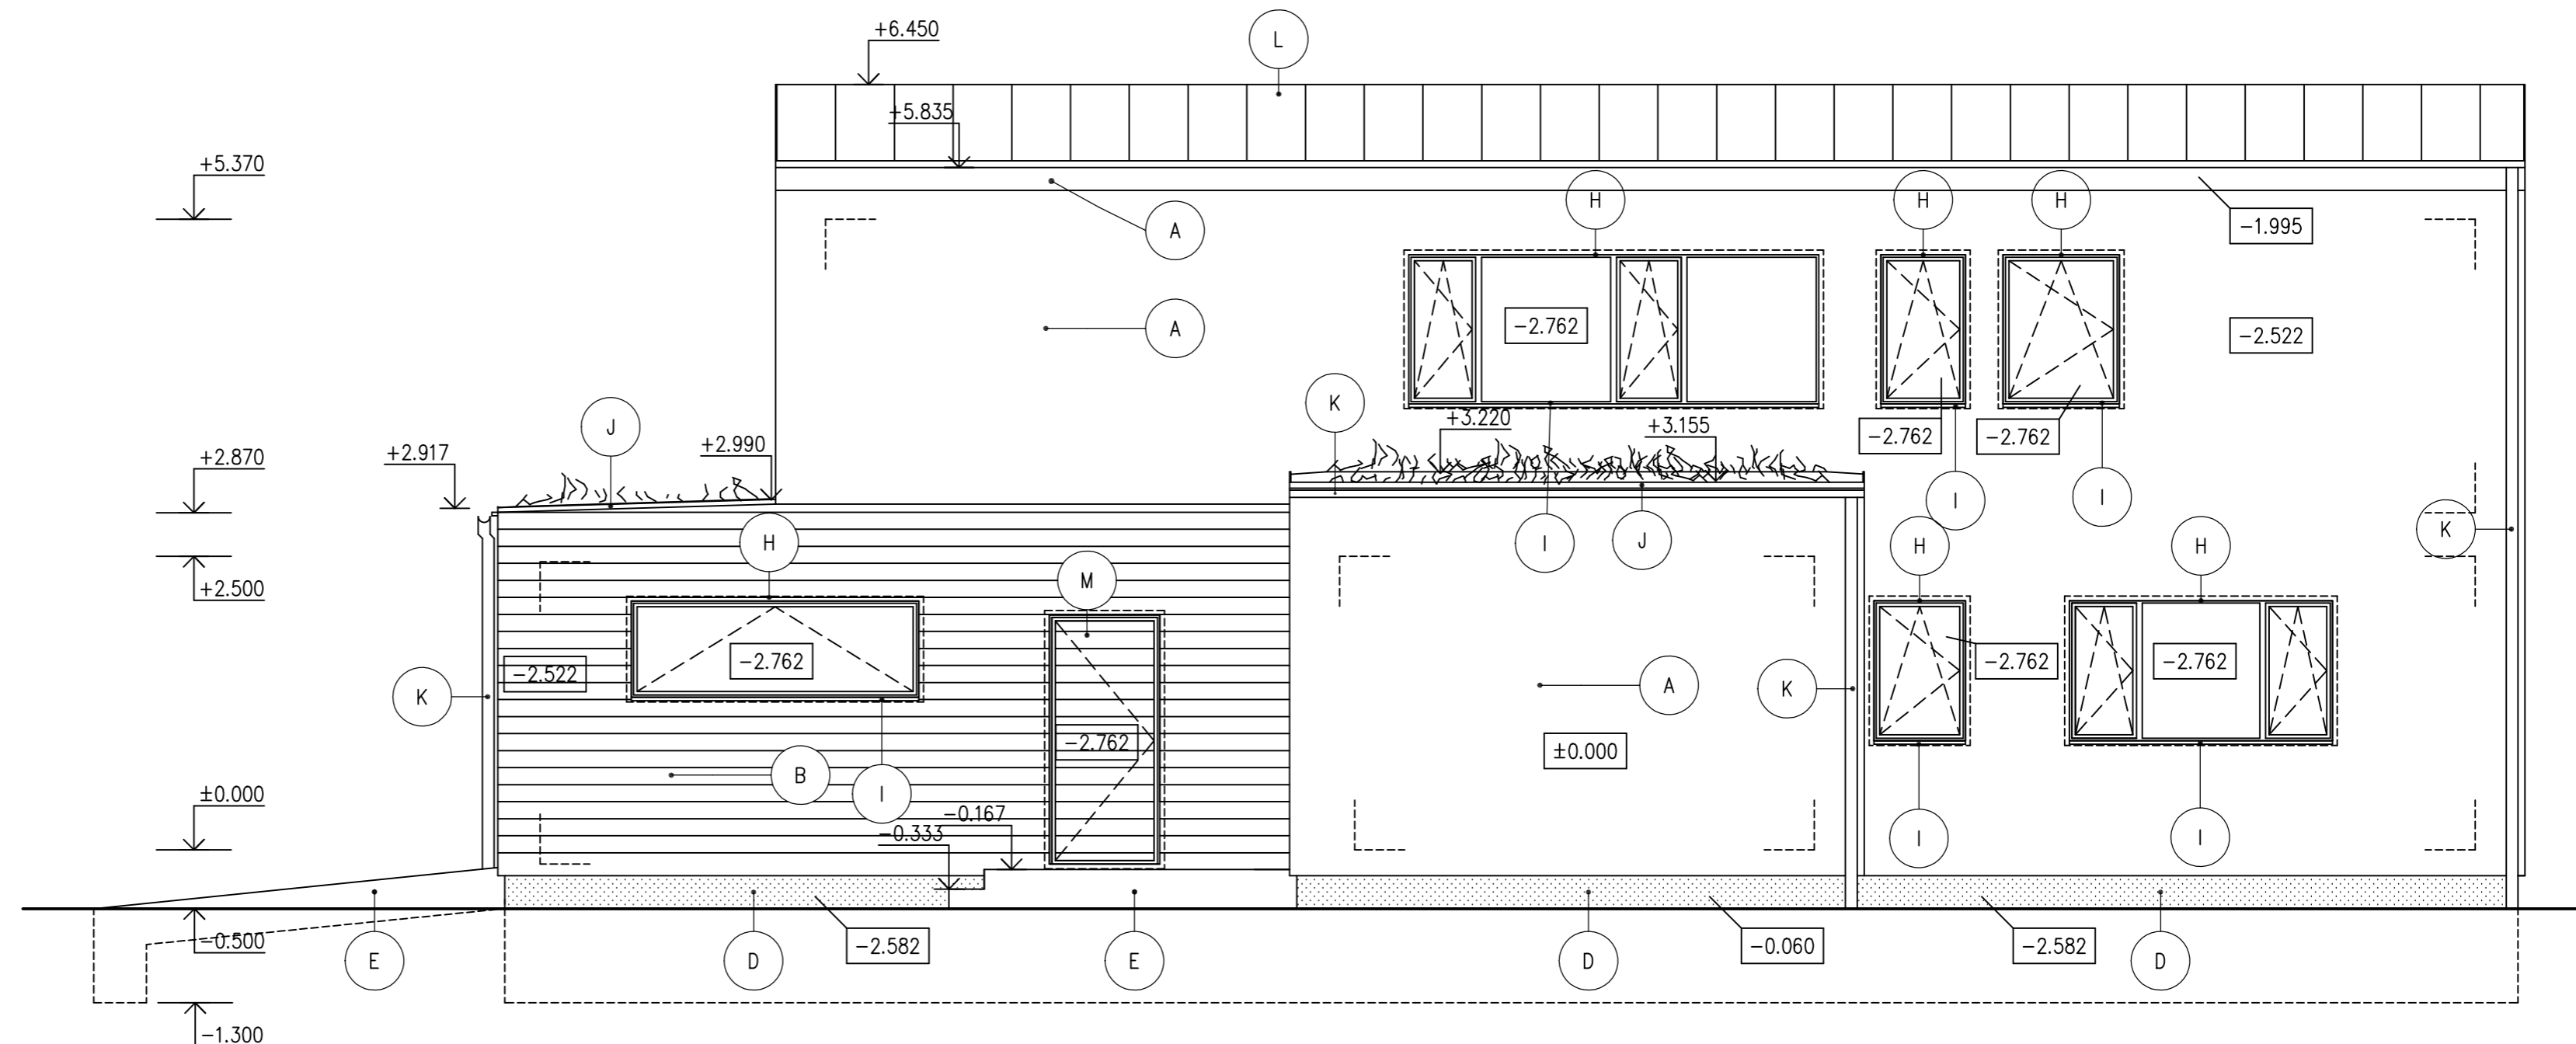 +6.450
L
+5.835
+5.370
A
H
H
H
-1.995
A
-2.762
-2.522
K
J
+3.220
+3.155
-2.762
-2.762
+2.870
+2.917
+2.990
I
I
K
H
I
J
H
H
+2.500
M
-2.522
-2.762
A
K
-2.762
-2.762
K
-2.762
±0.000
B
I
±0.000
-0.167
-0.333
I
I
-0.500
E
D
-2.582
E
D
-0.060
-2.582
D
-1.300